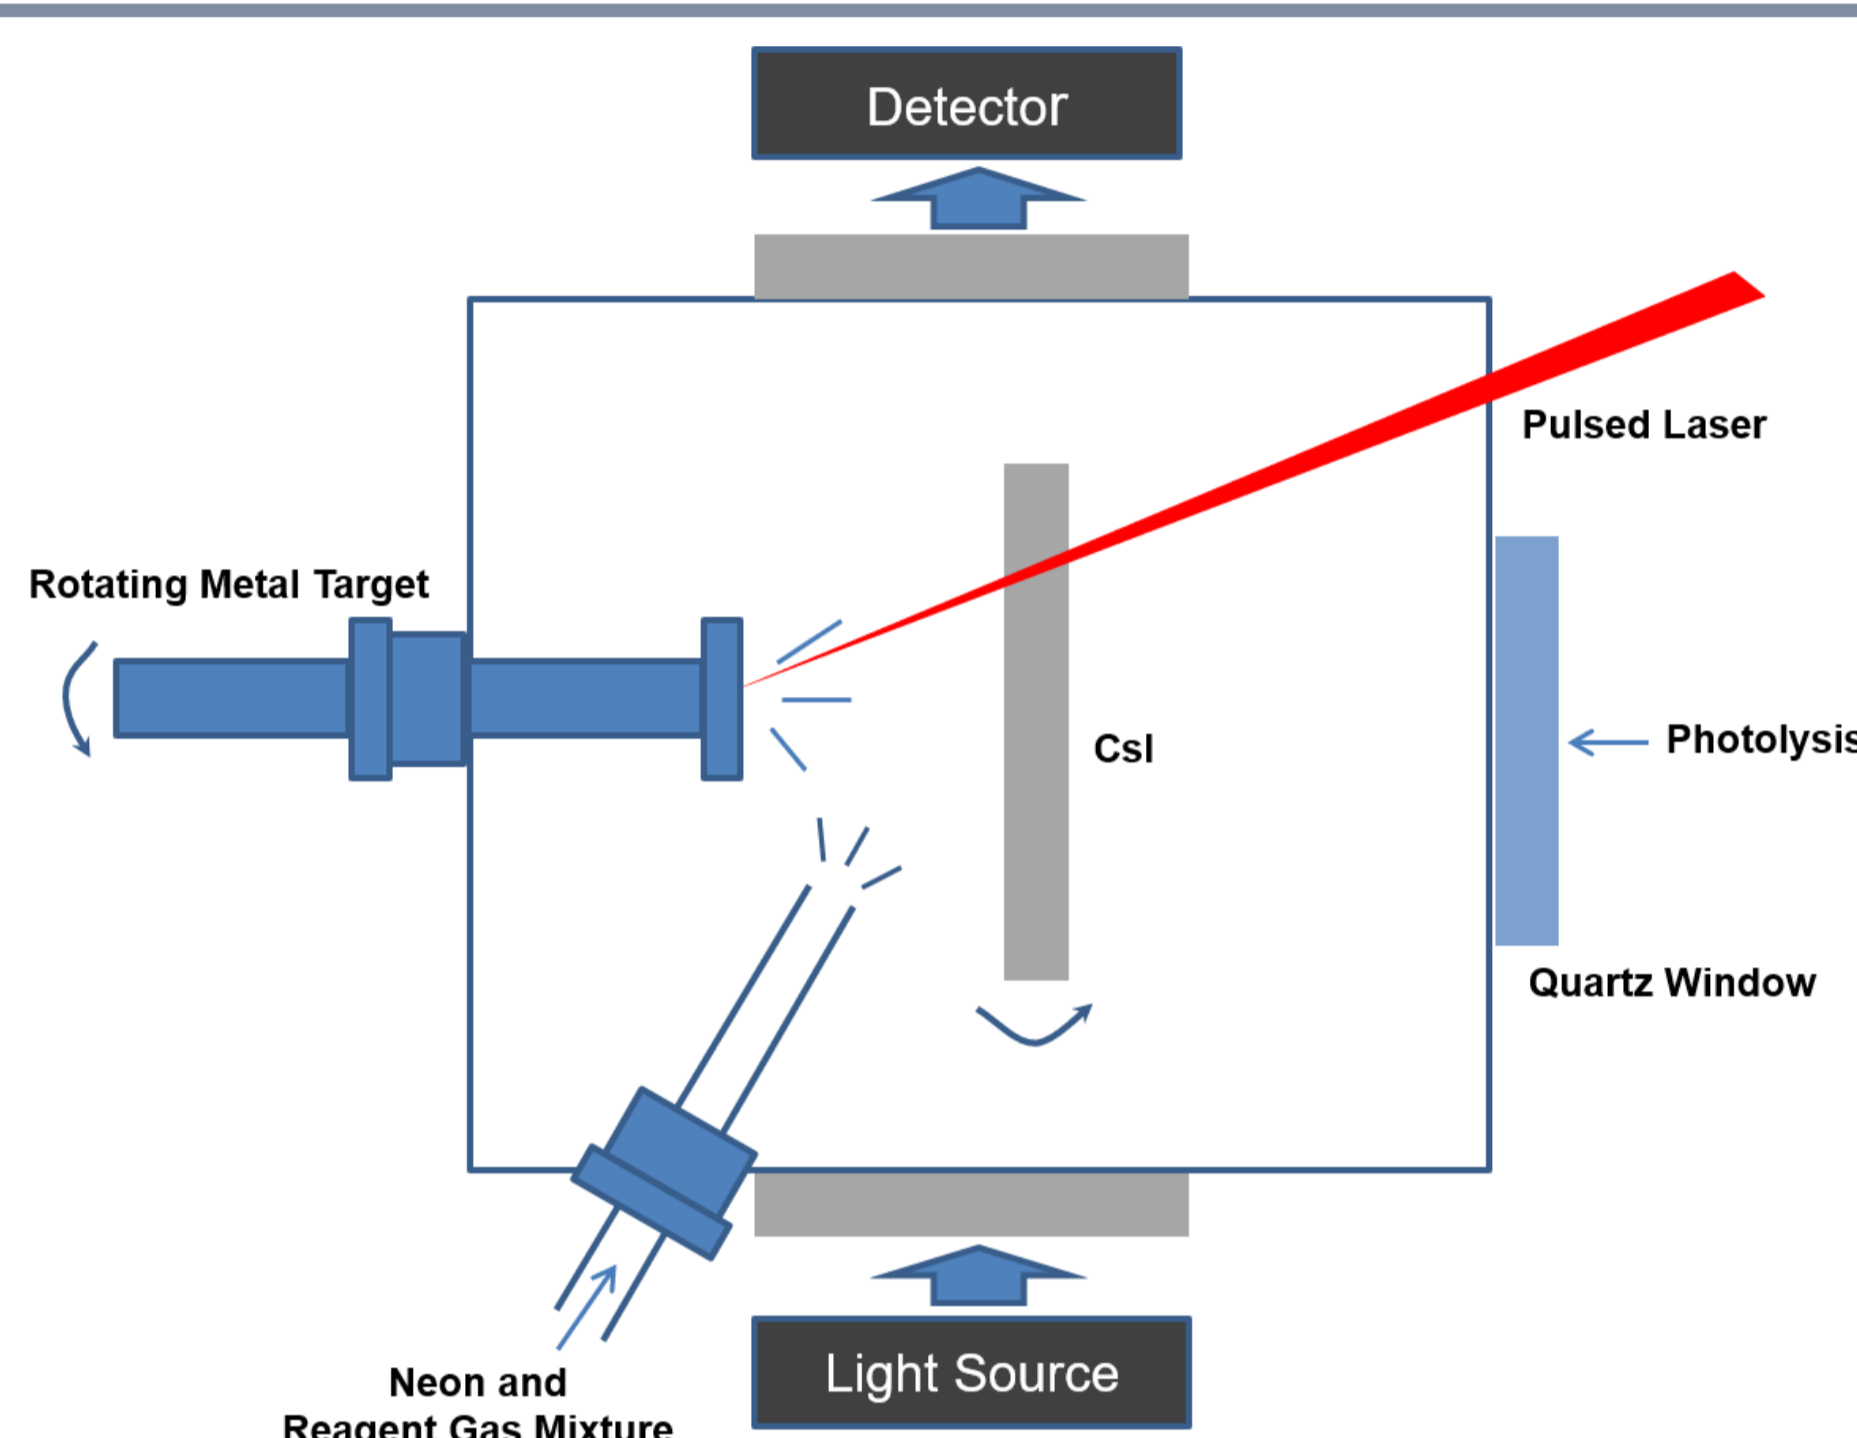 Detector
Pulsed Laser
Rotating Metal Target
CsI
Photolysis
Quartz Window
Neon and
Reagent Gas Mixture
Light Source